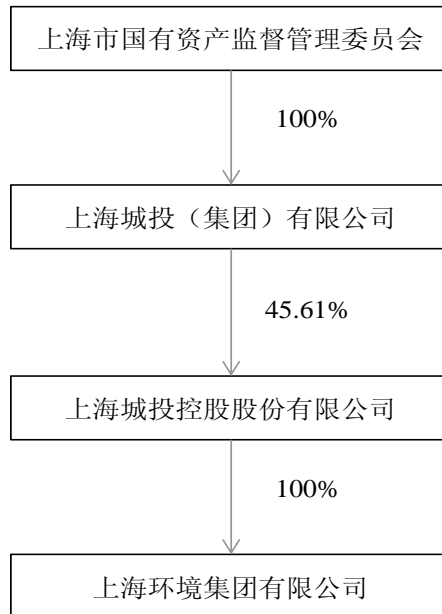 上海市国有资产监督管理委员会
100%
上海城投（集团）有限公司
45.61%
上海城投控股股份有限公司
100%
上海环境集团有限公司